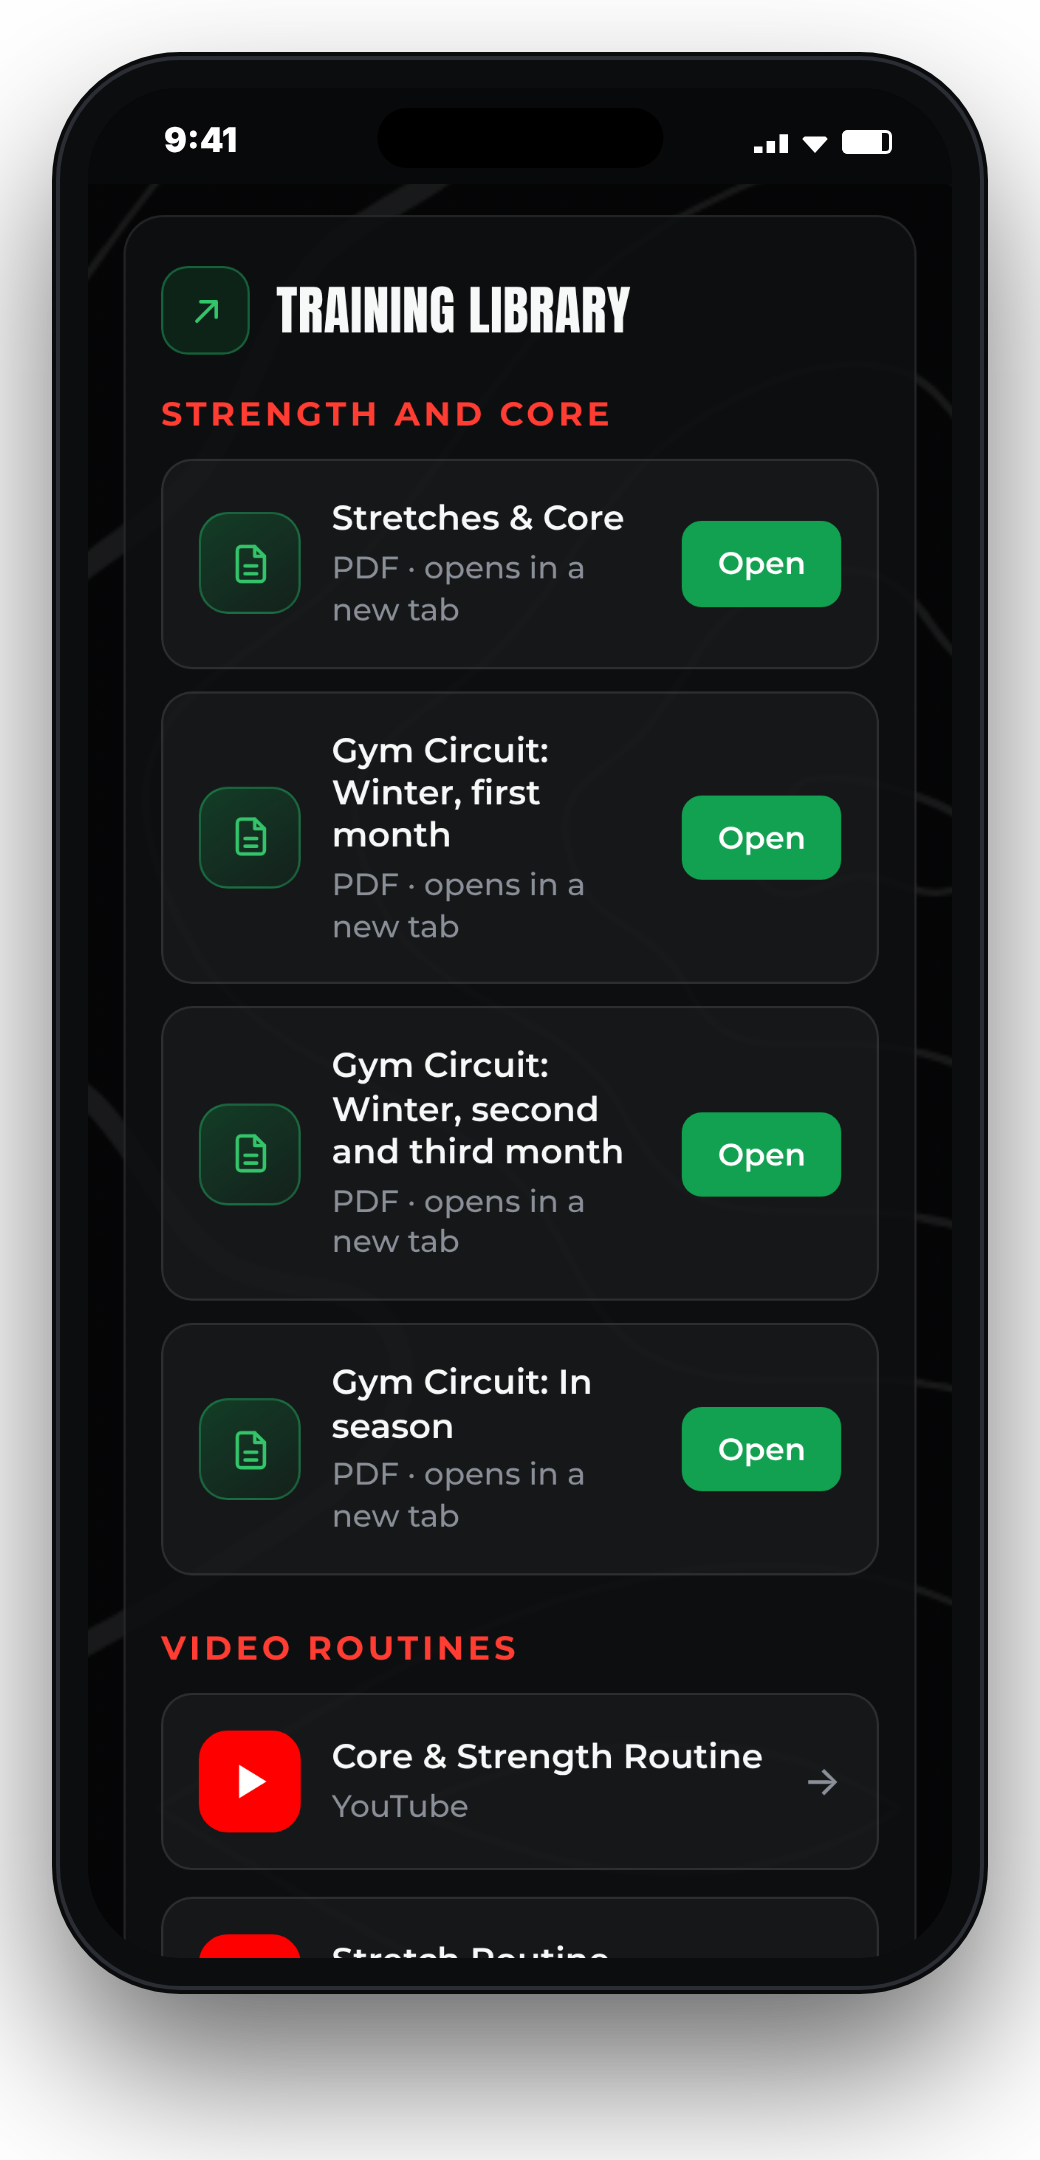 9:41
TRAINING LIBRARY
STRENGTH AND CORE
Stretches & Core
PDF · opens in a
new tab
Open
Gym Circuit:
Winter, first
month
PDF · opens in a
new tab
Open
Gym Circuit:
Winter, second
and third month
PDF · opens in a
new tab
Open
Gym Circuit: In
season
PDF · opens in a
new tab
Open
VIDEO ROUTINES
Core & Strength Routine
YouTube
Stretch Routine